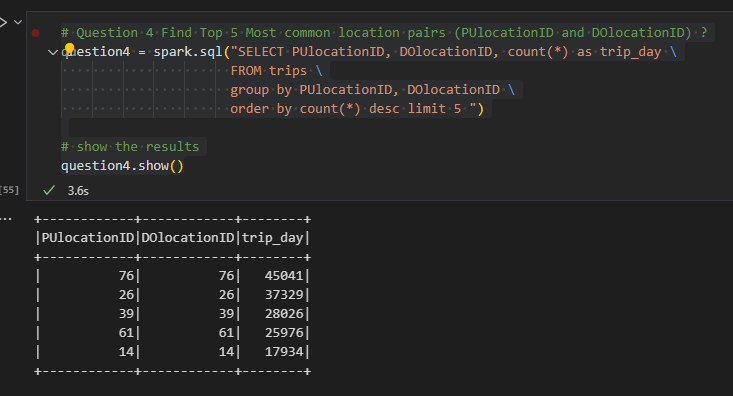 # Question 4 Find Top 5 Most common location pairs (PUlocationID and DOlocationID) ?
question4 = spark.sql("SELECT PUlocationID, DOlocationID, count(*) as trip_day \
FROM trips \
group by PUlocationID, DOlocationID \
order by count(*) desc limit 5 ")
# show the results
question4.show()
[55] ✓ 3.6s
...
+------------+------------+--------+
|PUlocationID|DOlocationID|trip_day|
+------------+------------+--------+
|          76|          76|   45041|
|          26|          26|   37329|
|          39|          39|   28026|
|          61|          61|   25976|
|          14|          14|   17934|
+------------+------------+--------+